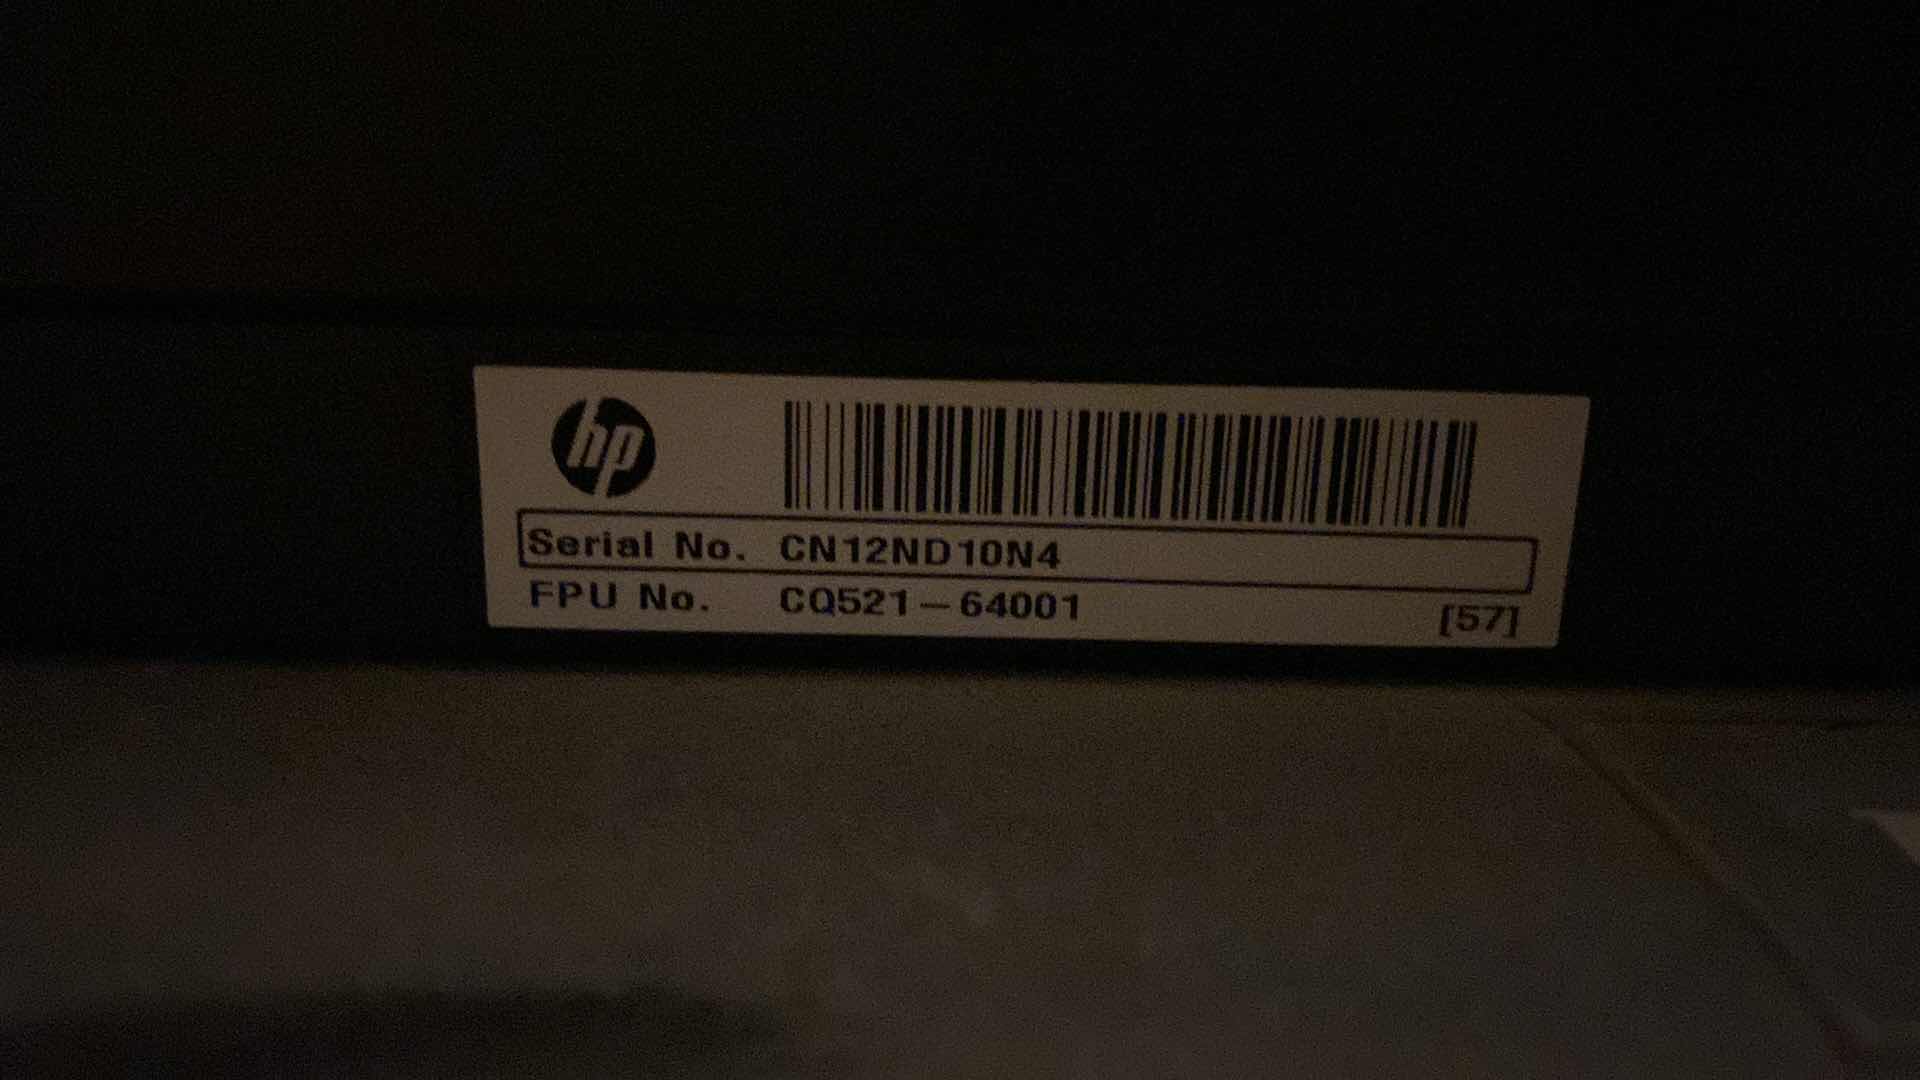 hp
Serial No. CN12ND10N4
FPU No. CQ521-64001 [57]